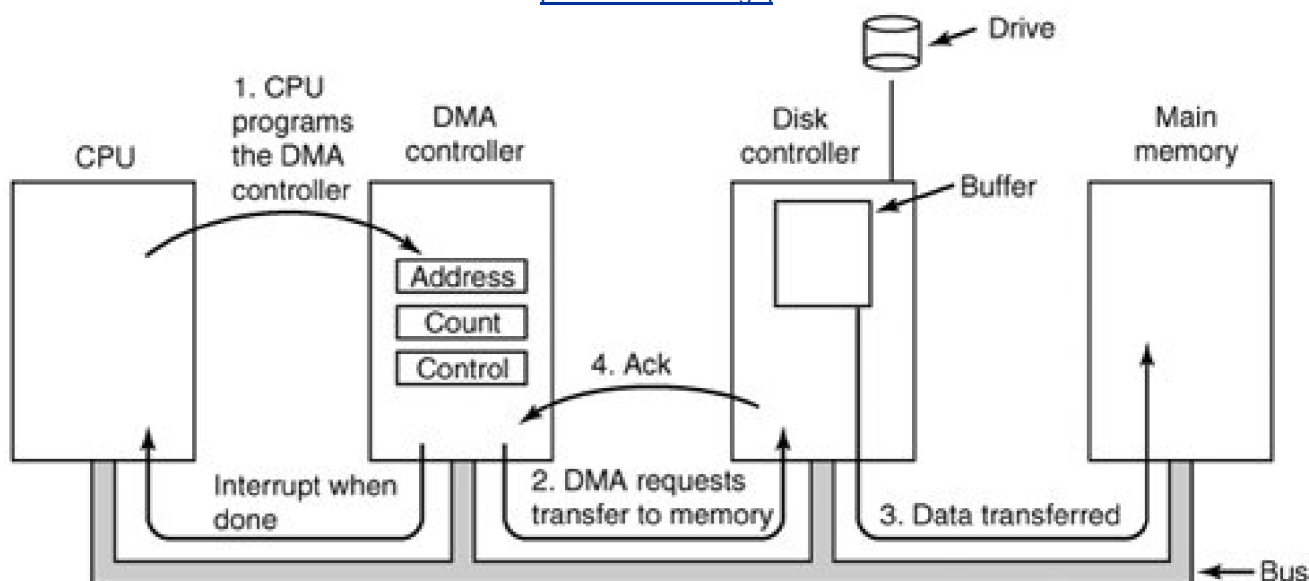 Drive
1. CPU
programs
the DMA
controller
CPU
DMA
controller
Disk
controller
Main
memory
Buffer
Address
Count
Control
4. Ack
Interrupt when
done
2. DMA requests
transfer to memory
3. Data transferred
Bus